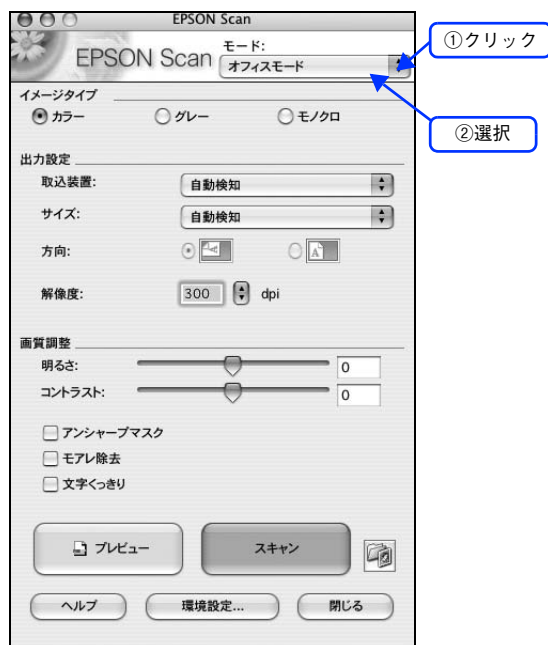 EPSON Scan
EPSON Scan
モード:
オフィスモード
①クリック
②選択
イメージタイプ
カラー グレー モノクロ
出力設定
取込装置: 自動検知
サイズ: 自動検知
方向:
解像度: 300 dpi
画質調整
明るさ: 0
コントラスト: 0
アンシャープマスク
モアレ除去
文字くっきり
プレビュー スキャン
ヘルプ 環境設定... 閉じる